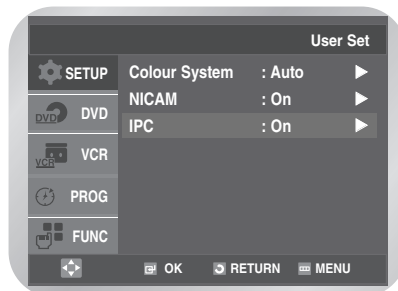 User Set
SETUP
DVD
DVD
VCR
VCR
PROG
FUNC
Colour System : Auto ►
NICAM : On ►
IPC : On ►
OK RETURN MENU